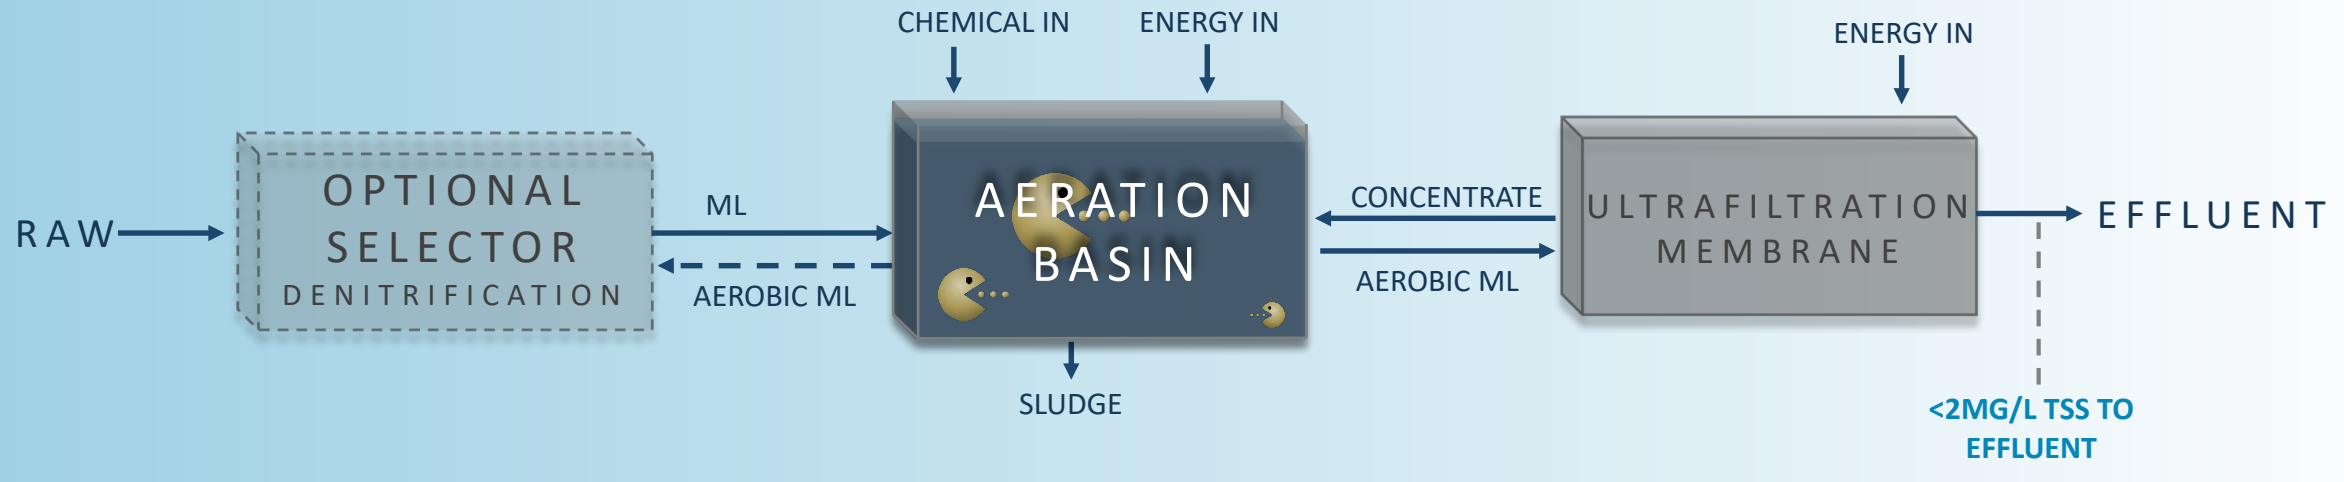 CHEMICAL IN
ENERGY IN
ENERGY IN
RAW
OPTIONAL
SELECTOR
DENITRIFICATION
ML
AEROBIC ML
AERATION
BASIN
SLUDGE
CONCENTRATE
AEROBIC ML
ULTRAFILTRATION
MEMBRANE
EFFLUENT
<2MG/L TSS TO
EFFLUENT